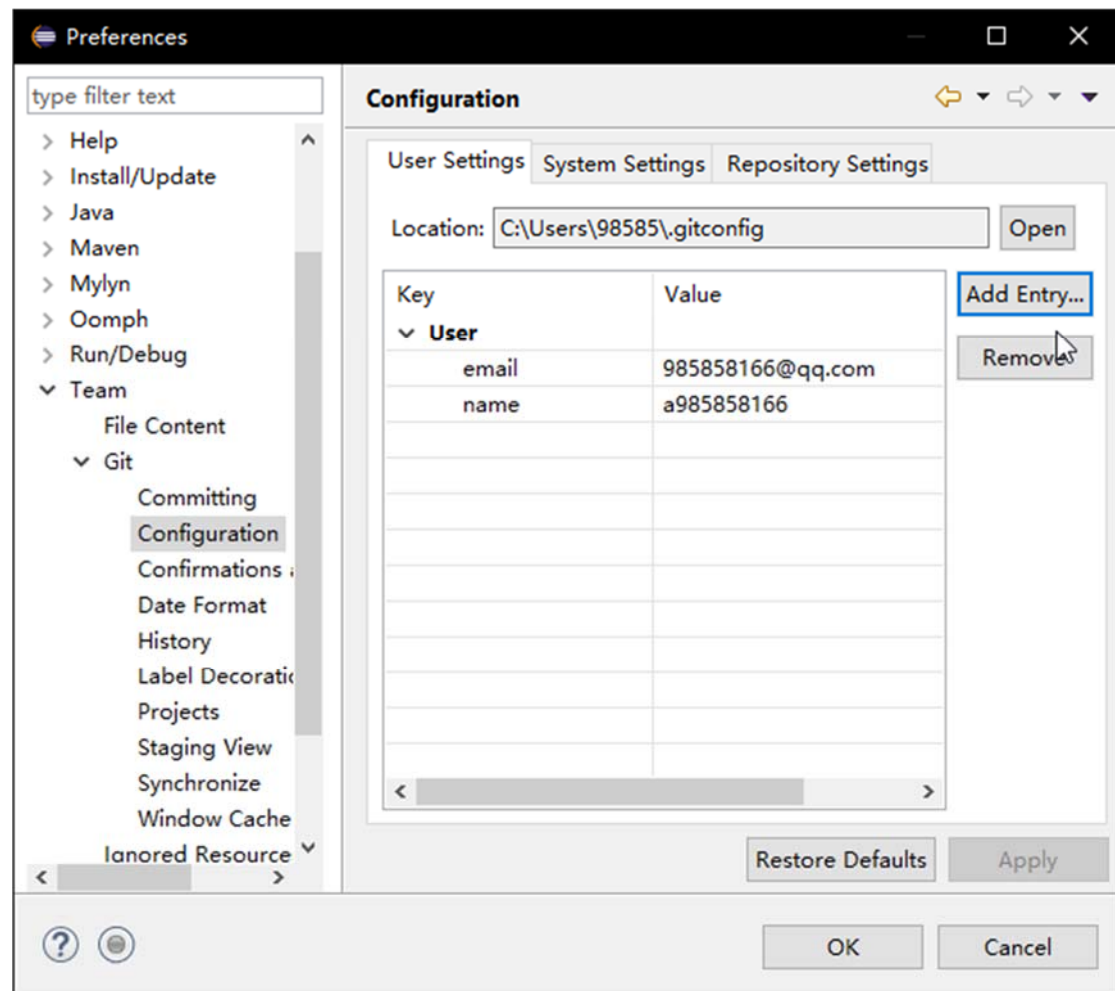 Preferences
type filter text
Help
Install/Update
Java
Maven
Mylyn
Oomph
Run/Debug
Team
File Content
Git
Committing
Configuration
Confirmations
Date Format
History
Label Decoratio
Projects
Staging View
Synchronize
Window Cache
Ignored Resource
Configuration
User Settings System Settings Repository Settings
Location: C:\Users\98585\.gitconfig Open
Key Value Add Entry...
User
email 985858166@qq.com Remove
name a985858166
Restore Defaults Apply
? OK Cancel